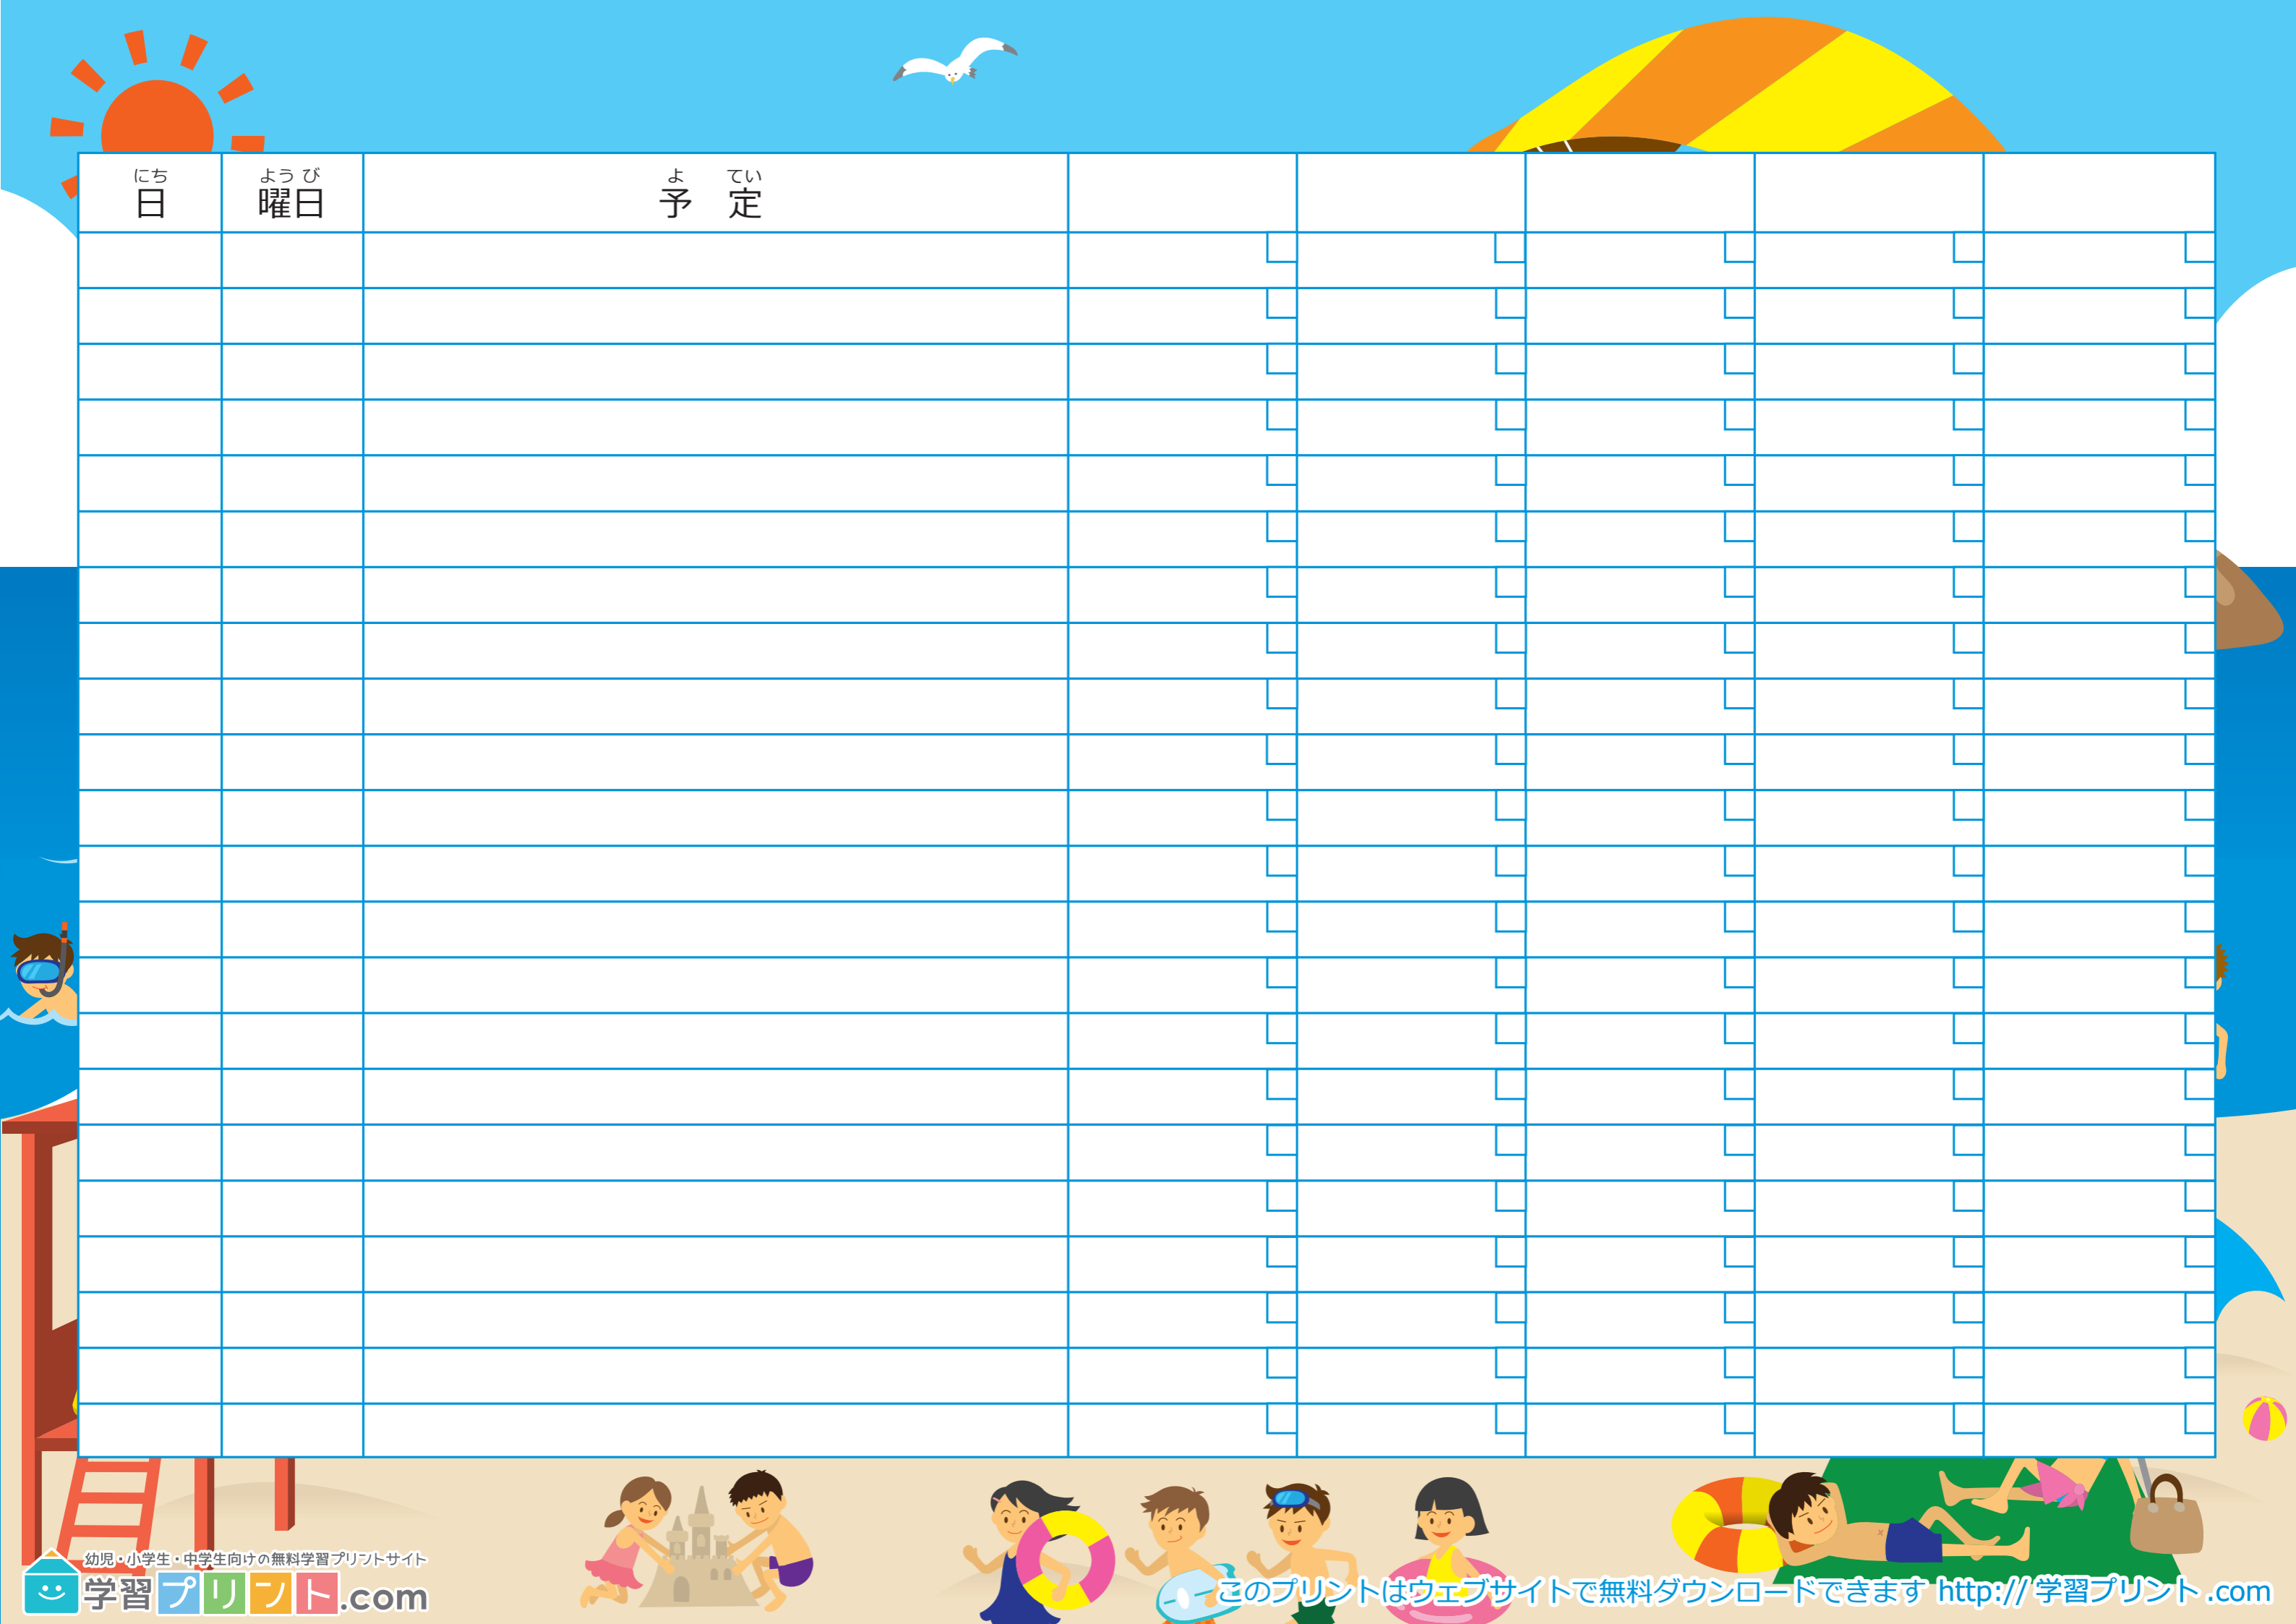 にち ようび よ てい
日 曜日 予 定
幼児・小学生・中学生向けの無料学習プリントサイト
学習プリント.com
このプリントはウェブサイトで無料ダウンロードできます http:// 学習プリント .com